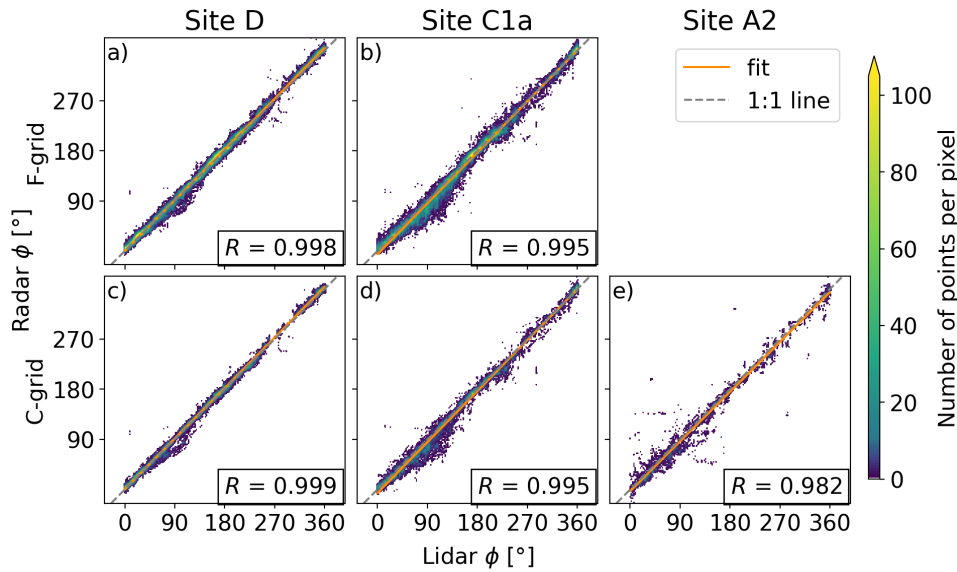 Site D
Site C1a
Site A2
a)
b)
fit
1:1 line
270
180
90
F-grid
R = 0.998
R = 0.995
Radar ϕ [°]
c)
d)
e)
270
180
90
C-grid
R = 0.999
R = 0.995
R = 0.982
0 90 180 270 360
0 90 180 270 360
0 90 180 270 360
Lidar ϕ [°]
100
80
60
40
20
0
Number of points per pixel